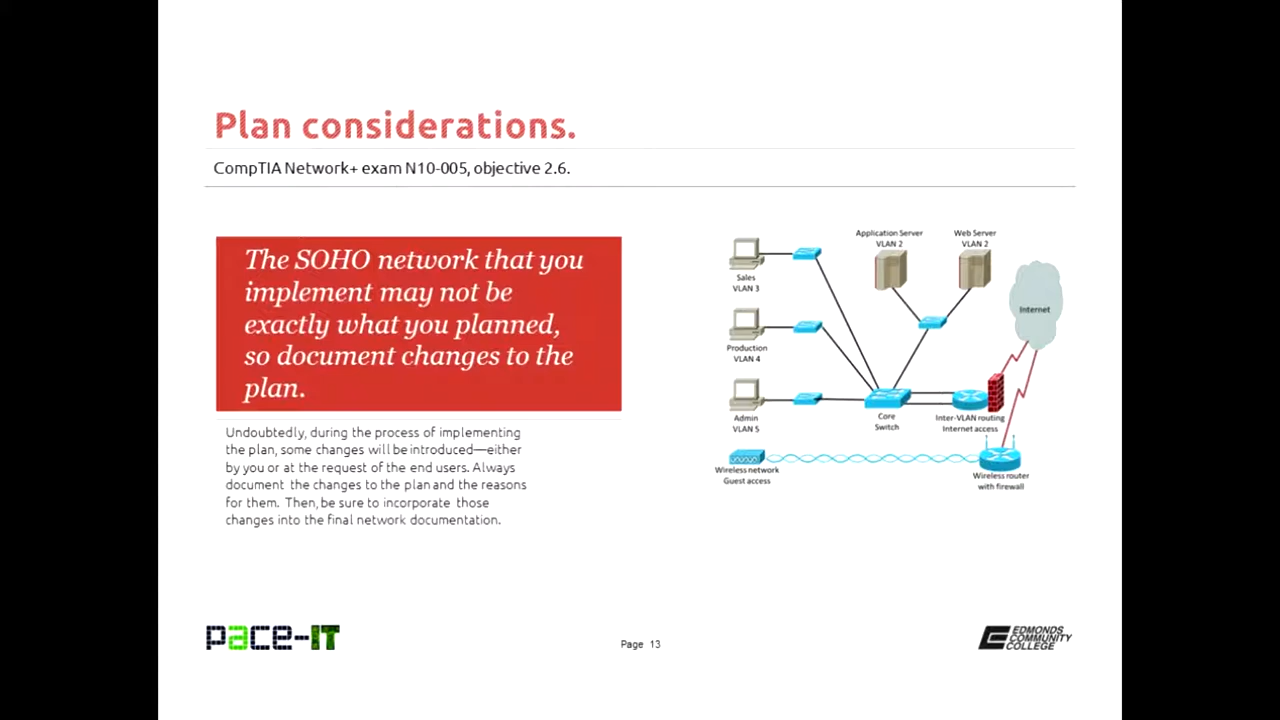 Plan considerations.
CompTIA Network+ exam N10-005, objective 2.6.
The SOHO network that you
implement may not be
exactly what you planned,
so document changes to the
plan.
Undoubtedly, during the process of implementing
the plan, some changes will be introduced—either
by you or at the request of the end users. Always
document the changes to the plan and the reasons
for them. Then, be sure to incorporate those
changes into the final network documentation.
Application Server
VLAN 2
Web Server
VLAN 2
Sales
VLAN 3
Internet
Production
VLAN 4
Admin
VLAN 5
Core
Switch
Inter-VLAN routing
Internet access
Wireless network
Guest access
Wireless router
with firewall
pace-IT
Page 13
EDMONDS
COMMUNITY
COLLEGE